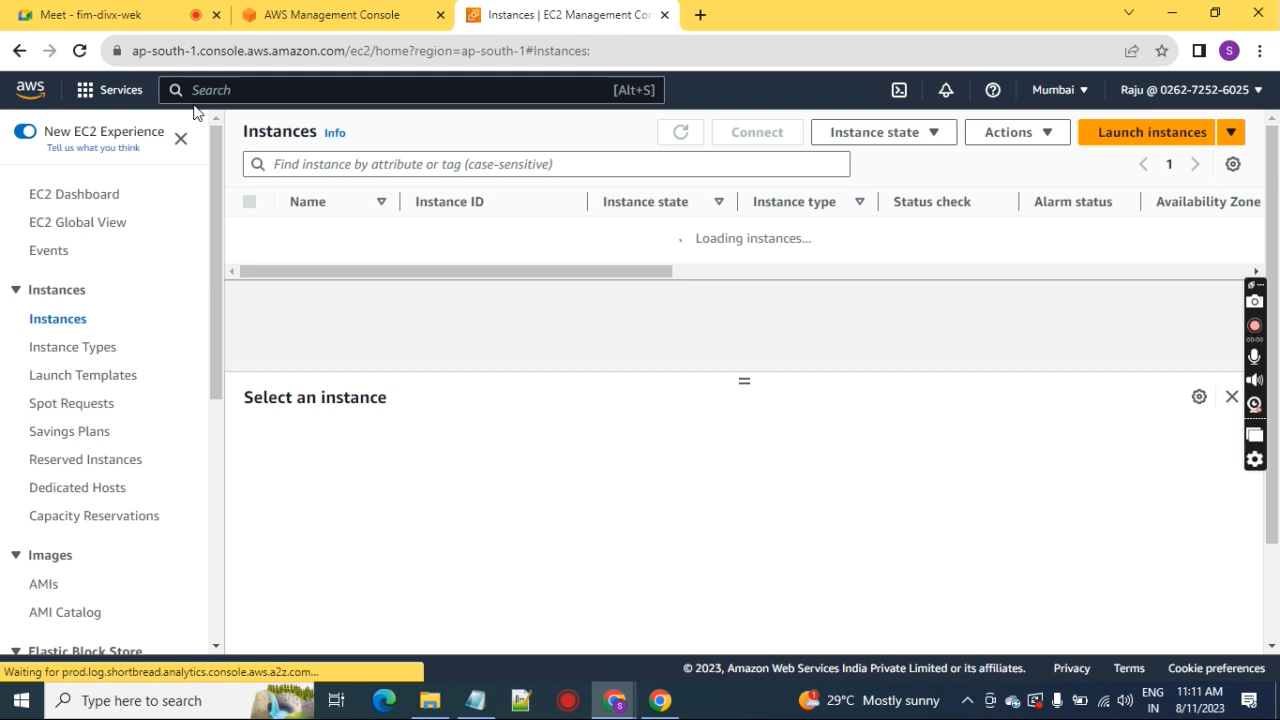 Meet - fim-divx-wek
AWS Management Console
Instances | EC2 Management Con
ap-south-1.console.aws.amazon.com/ec2/home?region=ap-south-1#Instances:
S
aws
Services
Search
[Alt+S]
Mumbai
Raju @ 0262-7252-6025
New EC2 Experience
Tell us what you think
EC2 Dashboard
EC2 Global View
Events
Instances
Instances
Instance Types
Launch Templates
Spot Requests
Savings Plans
Reserved Instances
Dedicated Hosts
Capacity Reservations
Images
AMIs
AMI Catalog
Elastic Block Store
Instances Info
Connect
Instance state
Actions
Launch instances
Find instance by attribute or tag (case-sensitive)
1
Name Instance ID Instance state Instance type Status check Alarm status Availability Zone
Loading instances...
Select an instance
00:00
Waiting for prod.log.shortbread.analytics.console.aws.a2z.com...
© 2023, Amazon Web Services India Private Limited or its affiliates. Privacy Terms Cookie preferences
Type here to search
1
29°C Mostly sunny
ENG
IN
11:11 AM
8/11/2023